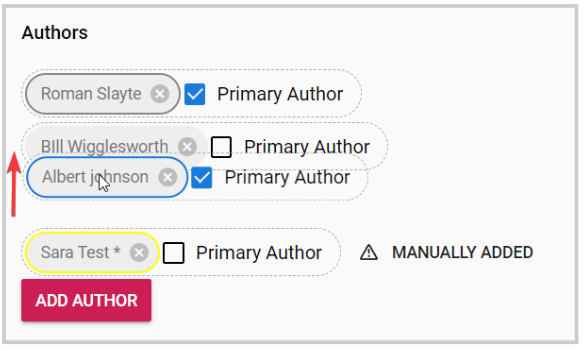 Authors
Roman Slayte Primary Author
BIll Wigglesworth Primary Author
Albert johnson Primary Author
Sara Test * Primary Author MANUALLY ADDED
ADD AUTHOR